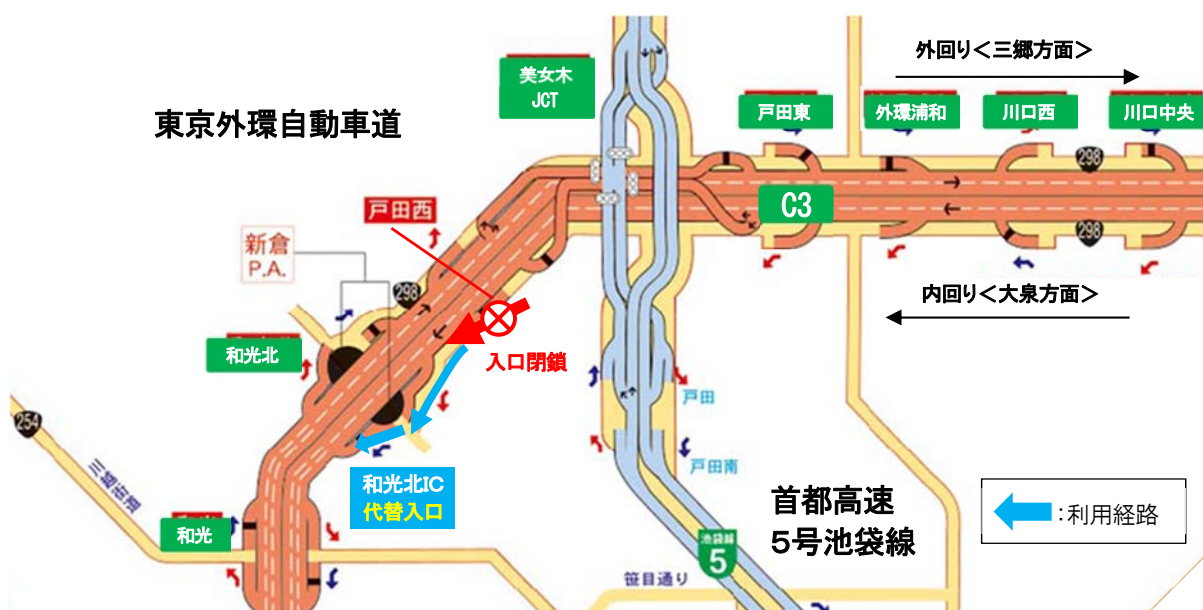 外回り<三郷方面>
美女木
JCT
戸田東
外環浦和
川口西
川口中央
東京外環自動車道
298
戸田西
C3
新倉
P.A.
298
298
内回り<大泉方面>
和光北
入口閉鎖
戸田
254
川越街道
戸田南
和光北IC
代替入口
首都高速
5号池袋線
:利用経路
和光
池袋線
5
笹目通り